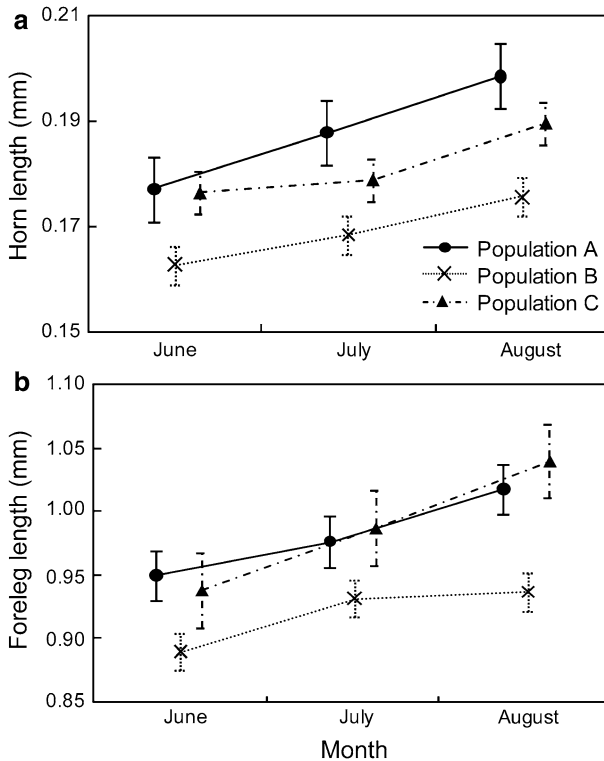 a
0.21
0.19
0.17
0.15
Horn length (mm)
Population A
Population B
Population C
June
July
August
b
1.10
1.05
1.00
0.95
0.90
0.85
Foreleg length (mm)
June
July
August
Month